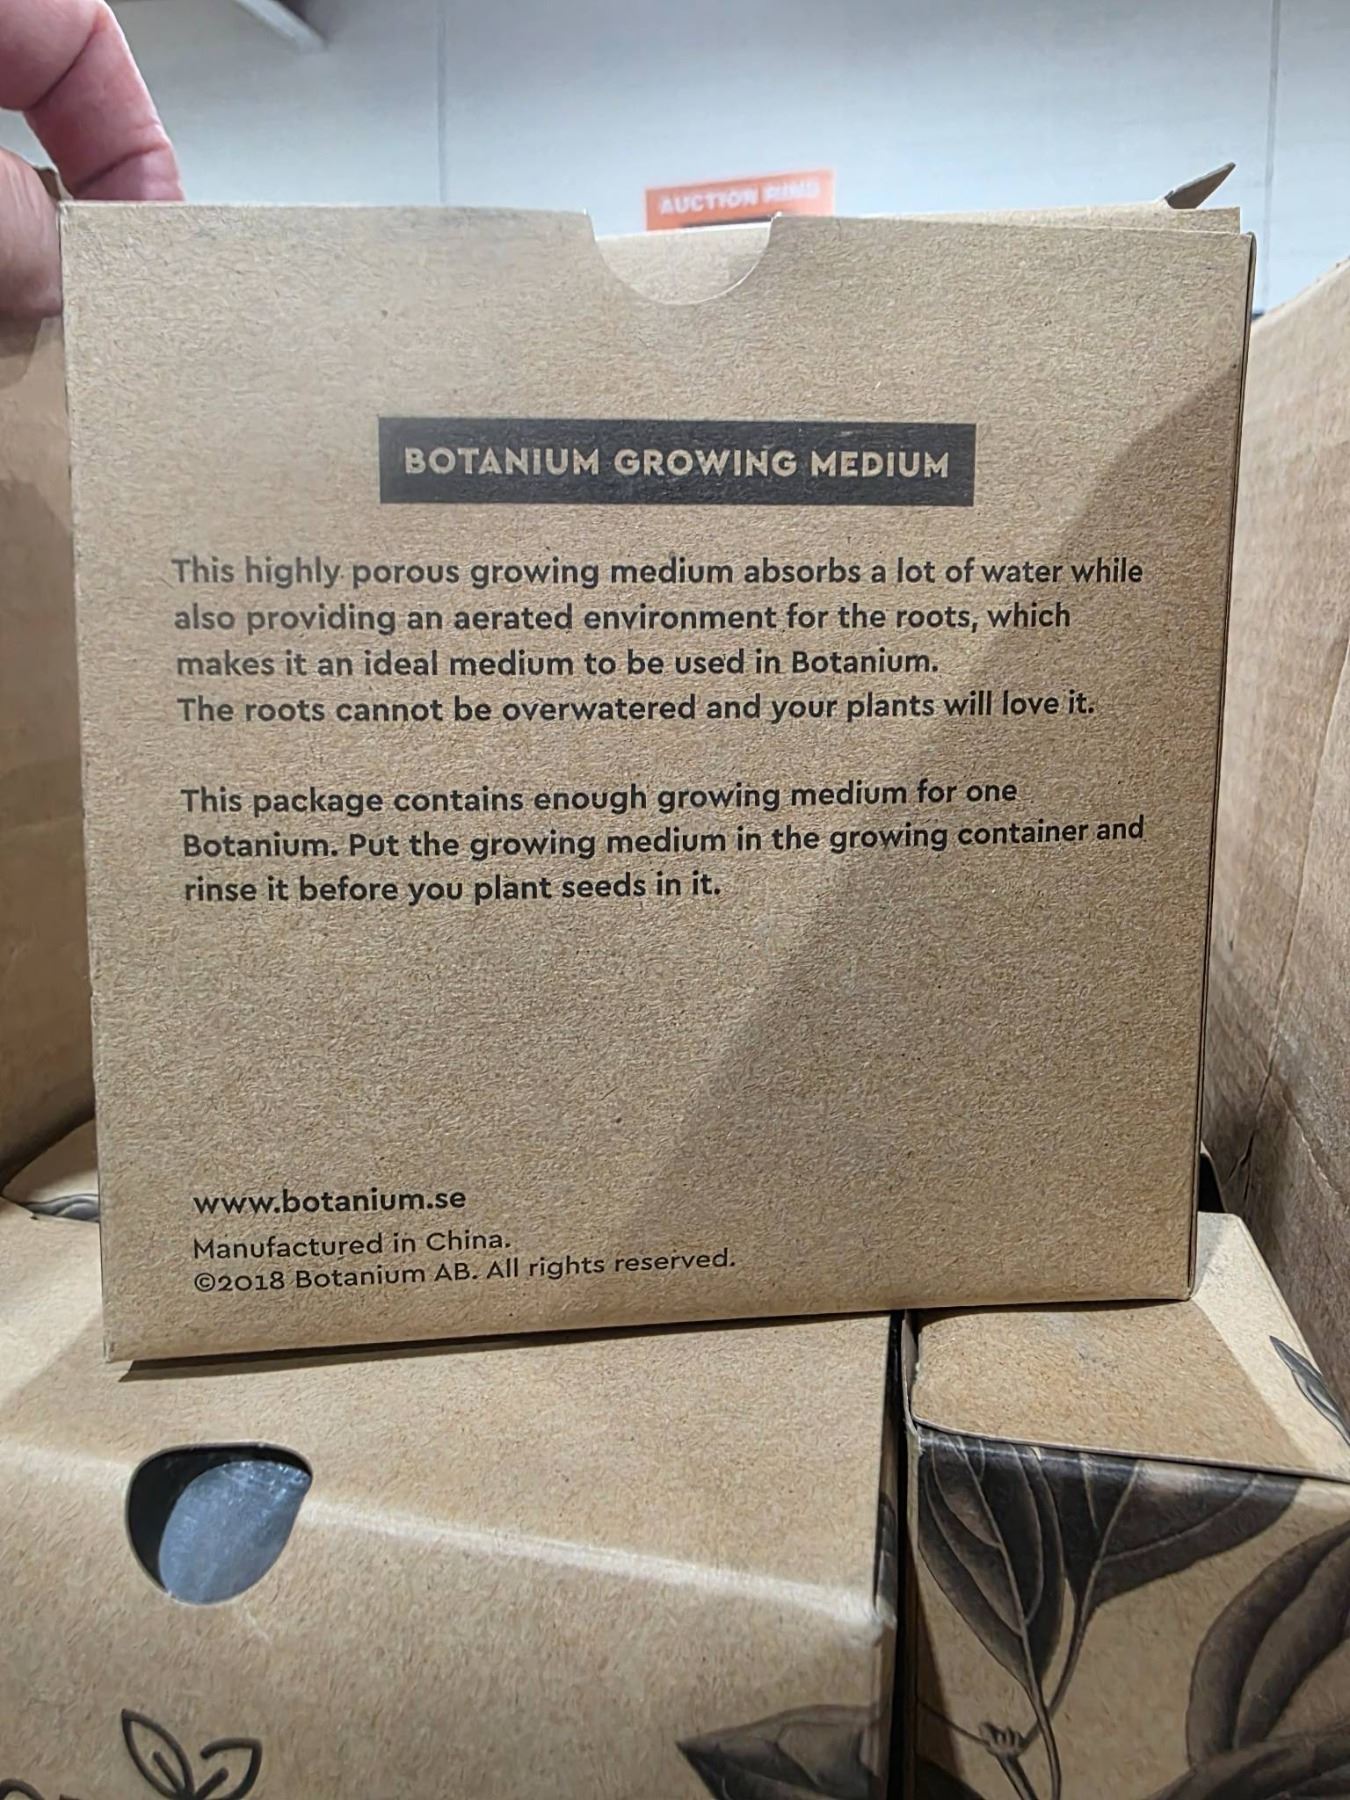 AUCTION
BOTANIUM GROWING MEDIUM
This highly porous growing medium absorbs a lot of water while
also providing an aerated environment for the roots, which
makes it an ideal medium to be used in Botanium.
The roots cannot be overwatered and your plants will love it.
This package contains enough growing medium for one
Botanium. Put the growing medium in the growing container and
rinse it before you plant seeds in it.
www.botanium.se
Manufactured in China.
©2018 Botanium AB. All rights reserved.